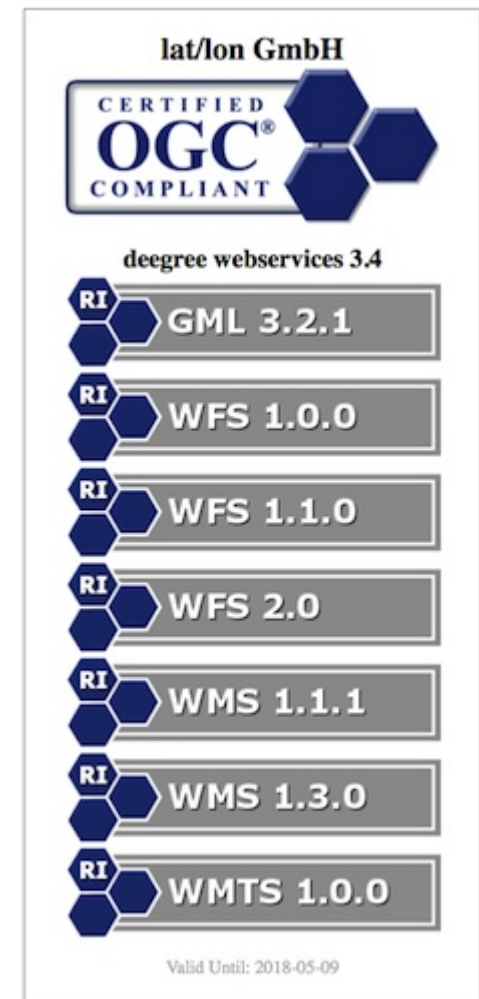 lat/lon GmbH
CERTIFIED
OGC®
COMPLIANT
deegree webservices 3.4
RI
GML 3.2.1
RI
WFS 1.0.0
RI
WFS 1.1.0
RI
WFS 2.0
RI
WMS 1.1.1
RI
WMS 1.3.0
RI
WMTS 1.0.0
Valid Until: 2018-05-09